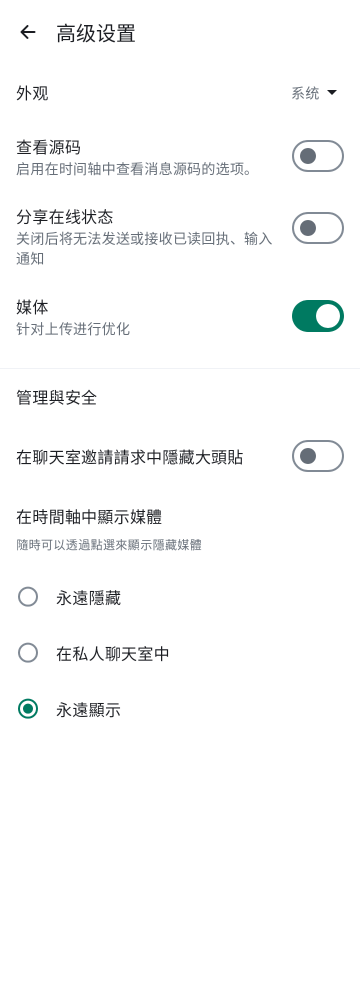 高级设置
外观
系统
查看源码
启用在时间轴中查看消息源码的选项。
分享在线状态
关闭后将无法发送或接收已读回执、输入
通知
媒体
针对上传进行优化
管理與安全
在聊天室邀請請求中隱藏大頭貼
在時間軸中顯示媒體
隨時可以透過點選來顯示隱藏媒體
永遠隱藏
在私人聊天室中
永遠顯示